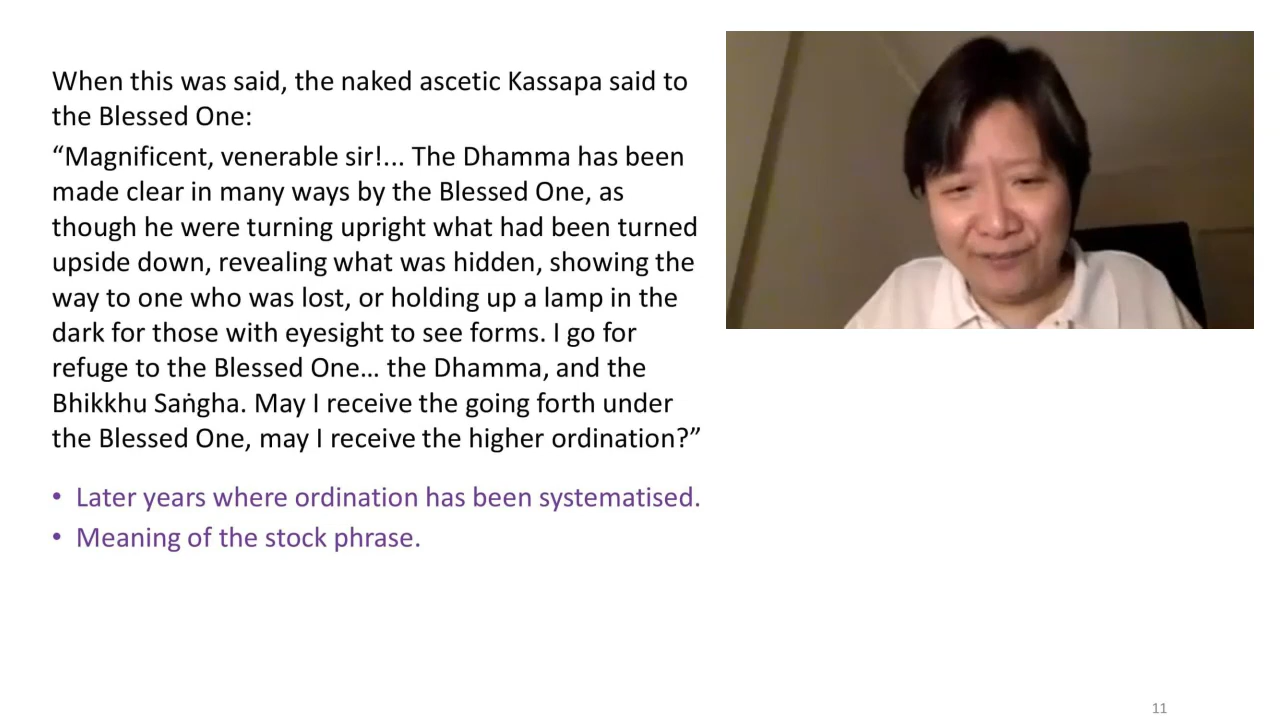 When this was said, the naked ascetic Kassapa said to
the Blessed One:
“Magnificent, venerable sir!... The Dhamma has been
made clear in many ways by the Blessed One, as
though he were turning upright what had been turned
upside down, revealing what was hidden, showing the
way to one who was lost, or holding up a lamp in the
dark for those with eyesight to see forms. I go for
refuge to the Blessed One… the Dhamma, and the
Bhikkhu Saṅgha. May I receive the going forth under
the Blessed One, may I receive the higher ordination?”
• Later years where ordination has been systematised.
• Meaning of the stock phrase.
11